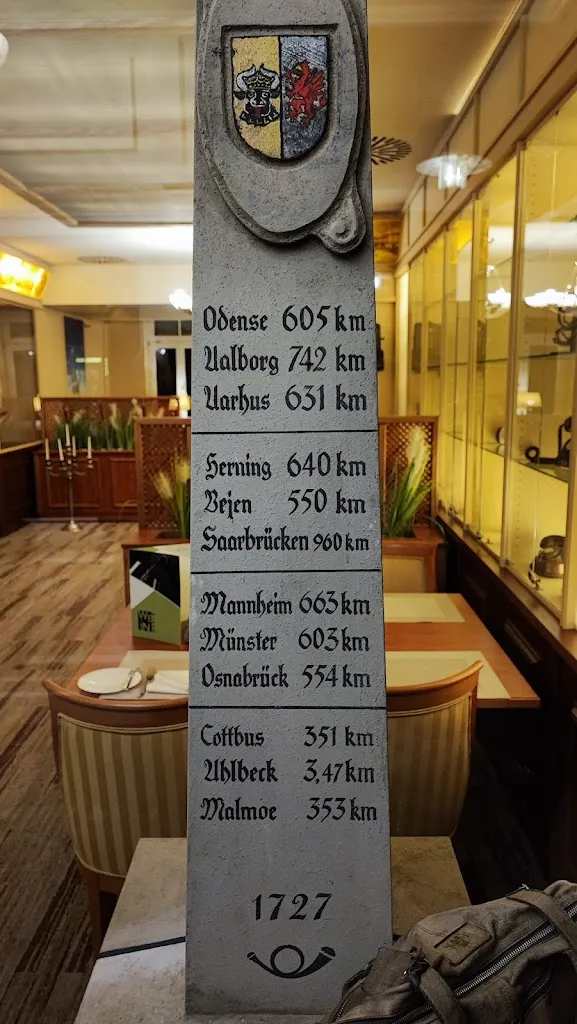 Odense 605 km
Aalborg 742 km
Aarhus 631 km
Herning 640 km
Vejen 550 km
Saarbrücken 960 km
Mannheim 663 km
Münster 603 km
Osnabrück 554 km
Cottbus 351 km
Ahlbeck 3,47 km
Malmoe 353 km
1727